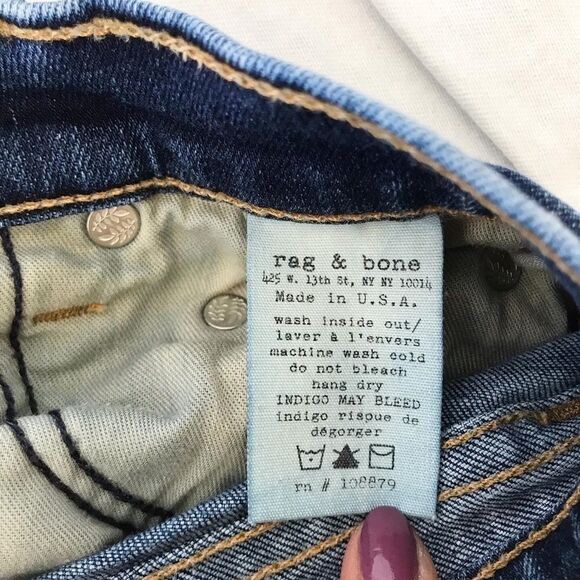 rag & bone
425 W. 13th St, NY NY 10014
Made in U.S.A.
wash inside out/
laver à l'envers
machine wash cold
do not bleach
hang dry
INDIGO MAY BLEED
indigo risque de
dégorger
rn # 108879